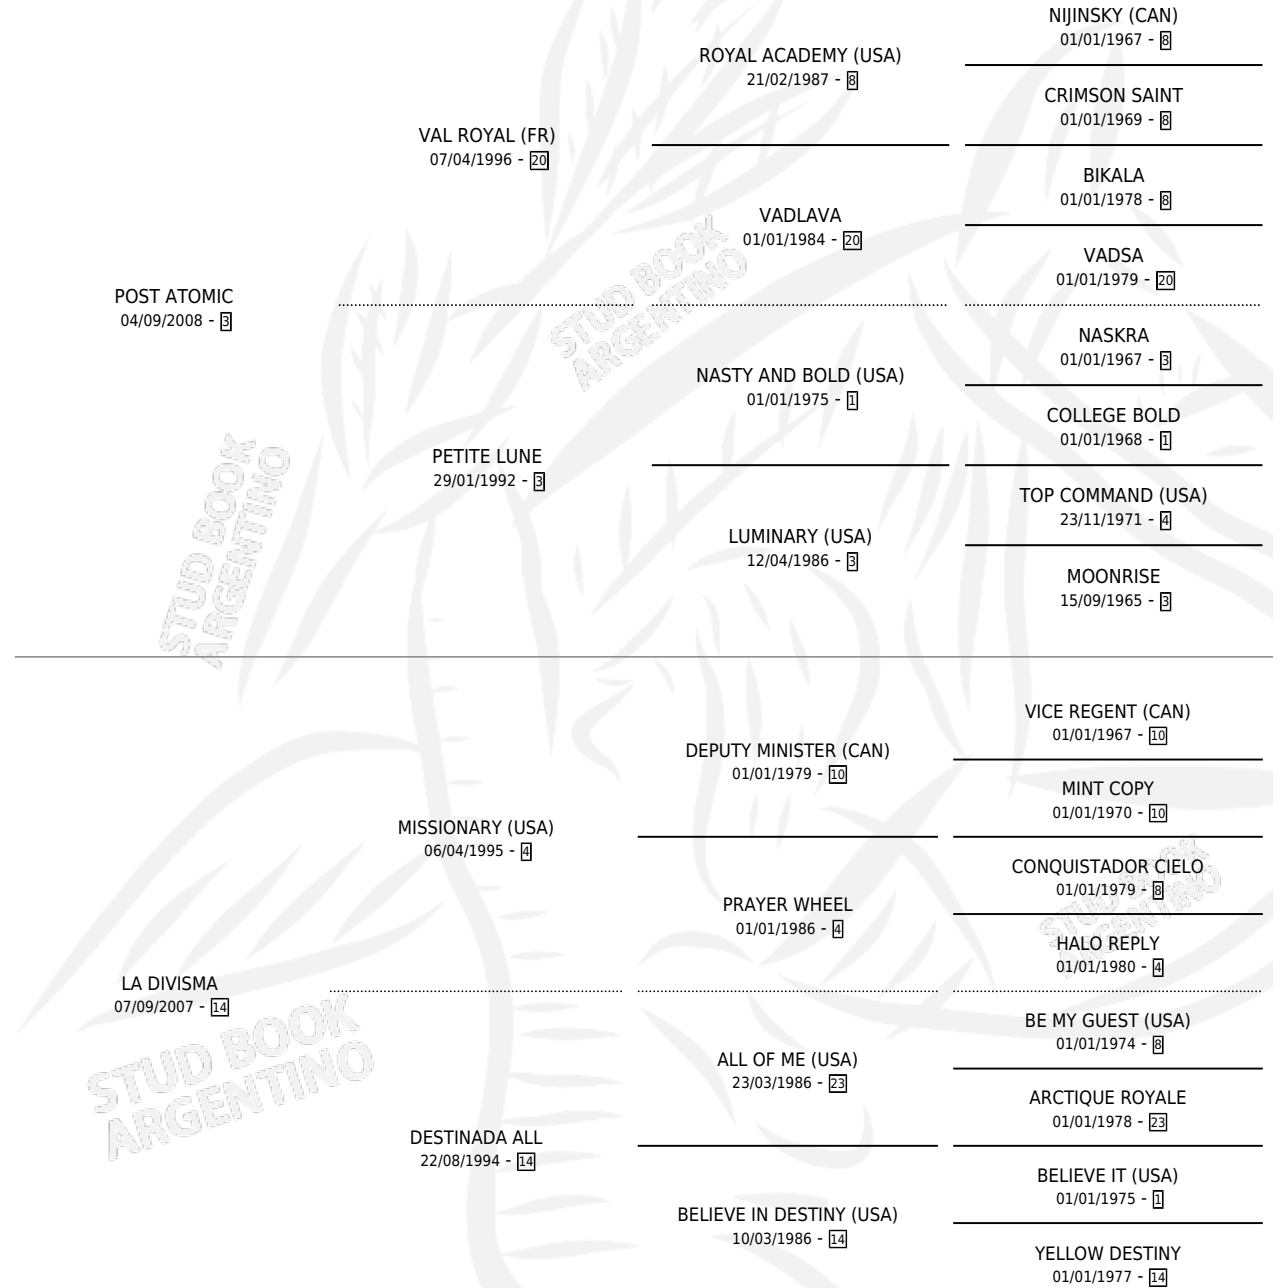 NIJINSKY (CAN)
01/01/1967 - 8
ROYAL ACADEMY (USA)
21/02/1987 - 8
CRIMSON SAINT
01/01/1969 - 8
VAL ROYAL (FR)
07/04/1996 - 20
BIKALA
01/01/1978 - 8
VADLAVA
01/01/1984 - 20
VADSA
01/01/1979 - 20
POST ATOMIC
04/09/2008 - 3
STUD BOOK
ARGENTINO
NASKRA
01/01/1967 - 3
NASTY AND BOLD (USA)
01/01/1975 - 1
COLLEGE BOLD
01/01/1968 - 1
PETITE LUNE
29/01/1992 - 3
TOP COMMAND (USA)
23/11/1971 - 4
LUMINARY (USA)
12/04/1986 - 3
MOONRISE
15/09/1965 - 3
STUD BOOK
ARGENTINO
VICE REGENT (CAN)
01/01/1967 - 10
DEPUTY MINISTER (CAN)
01/01/1979 - 10
MINT COPY
01/01/1970 - 10
MISSIONARY (USA)
06/04/1995 - 4
CONQUISTADOR CIELO
01/01/1979 - 8
PRAYER WHEEL
01/01/1986 - 4
HALO REPLY
01/01/1980 - 4
STUD BOOK
ARGENTINO
LA DIVISMA
07/09/2007 - 14
BE MY GUEST (USA)
01/01/1974 - 8
ALL OF ME (USA)
23/03/1986 - 23
ARCTIQUE ROYALE
01/01/1978 - 23
STUD BOOK
ARGENTINO
DESTINADA ALL
22/08/1994 - 14
BELIEVE IT (USA)
01/01/1975 - 1
BELIEVE IN DESTINY (USA)
10/03/1986 - 14
YELLOW DESTINY
01/01/1977 - 14